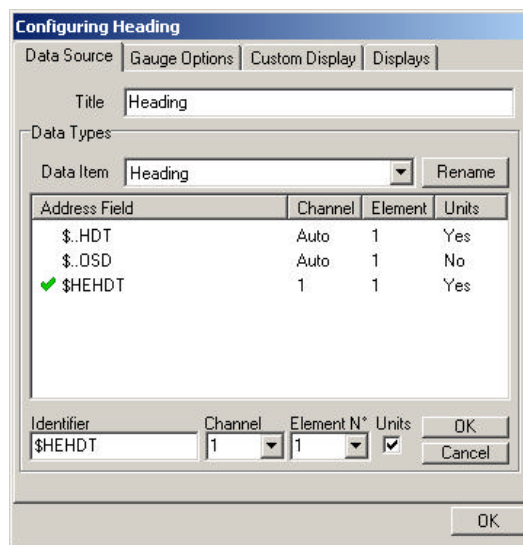 Configuring Heading
Data Source Gauge Options Custom Display Displays
Title Heading
Data Types
Data Item Heading Rename
Address Field Channel Element Units
$..HDT Auto 1 Yes
$..OSD Auto 1 No
$HEHDT 1 1 Yes
Identifier Channel Element N° Units OK
$HEHDT 1 1 Cancel
OK